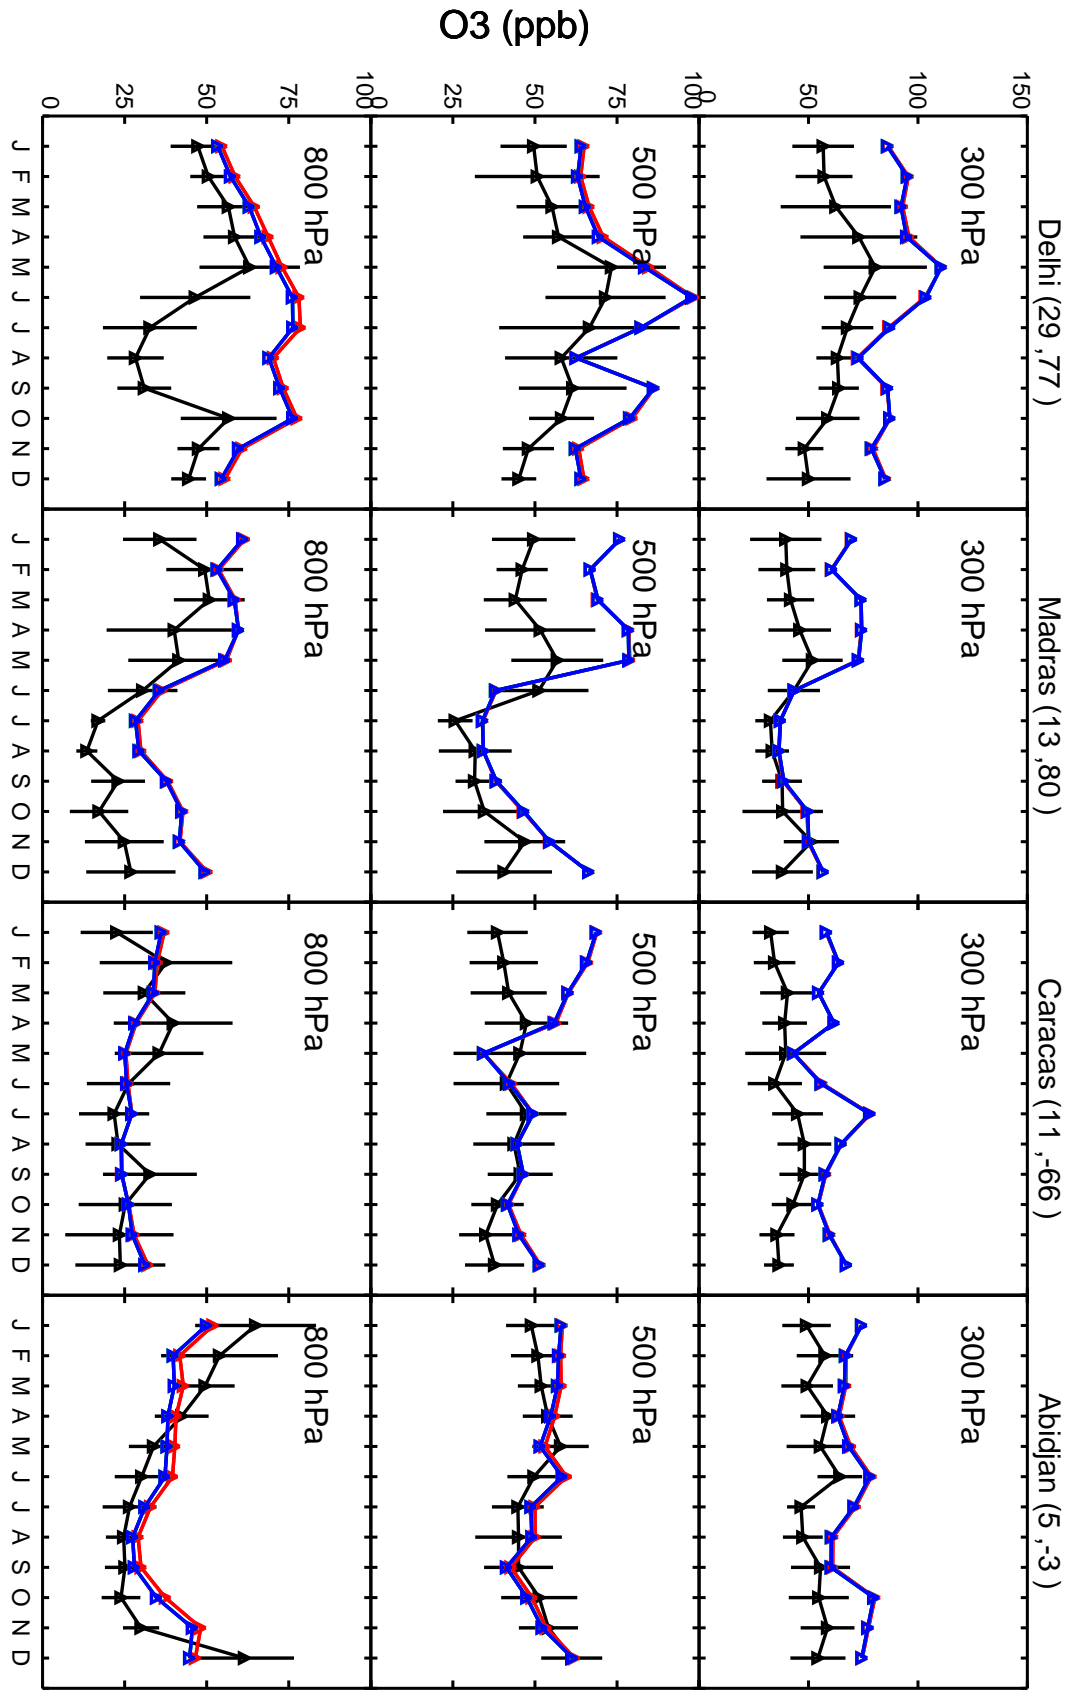 O3 (ppb)
Delhi (29 ,77 )
Madras (13 ,80 )
Caracas (11 ,-66 )
Abidjan (5 ,-3 )
150
100
50
0
300 hPa
300 hPa
300 hPa
300 hPa
100
75
50
25
0
500 hPa
500 hPa
500 hPa
500 hPa
100
75
50
25
0
800 hPa
800 hPa
800 hPa
800 hPa
J F M A M J J A S O N D
J F M A M J J A S O N D
J F M A M J J A S O N D
J F M A M J J A S O N D